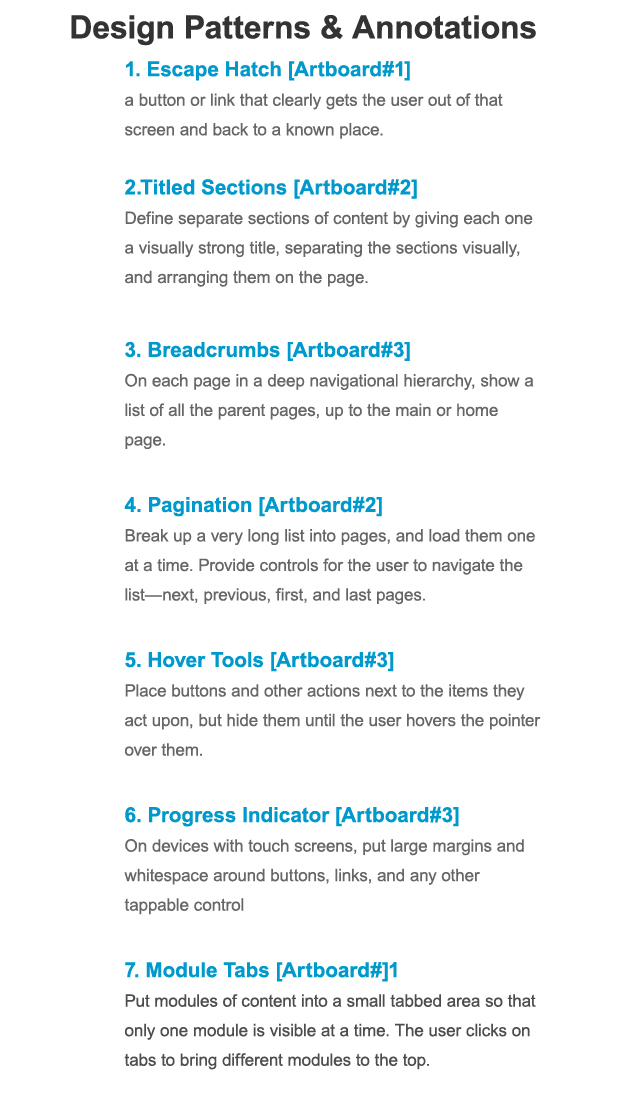 Design Patterns & Annotations
1. Escape Hatch [Artboard#1]
a button or link that clearly gets the user out of that
screen and back to a known place.
2.Titled Sections [Artboard#2]
Define separate sections of content by giving each one
a visually strong title, separating the sections visually,
and arranging them on the page.
3. Breadcrumbs [Artboard#3]
On each page in a deep navigational hierarchy, show a
list of all the parent pages, up to the main or home
page.
4. Pagination [Artboard#2]
Break up a very long list into pages, and load them one
at a time. Provide controls for the user to navigate the
list—next, previous, first, and last pages.
5. Hover Tools [Artboard#3]
Place buttons and other actions next to the items they
act upon, but hide them until the user hovers the pointer
over them.
6. Progress Indicator [Artboard#3]
On devices with touch screens, put large margins and
whitespace around buttons, links, and any other
tappable control
7. Module Tabs [Artboard#]1
Put modules of content into a small tabbed area so that
only one module is visible at a time. The user clicks on
tabs to bring different modules to the top.